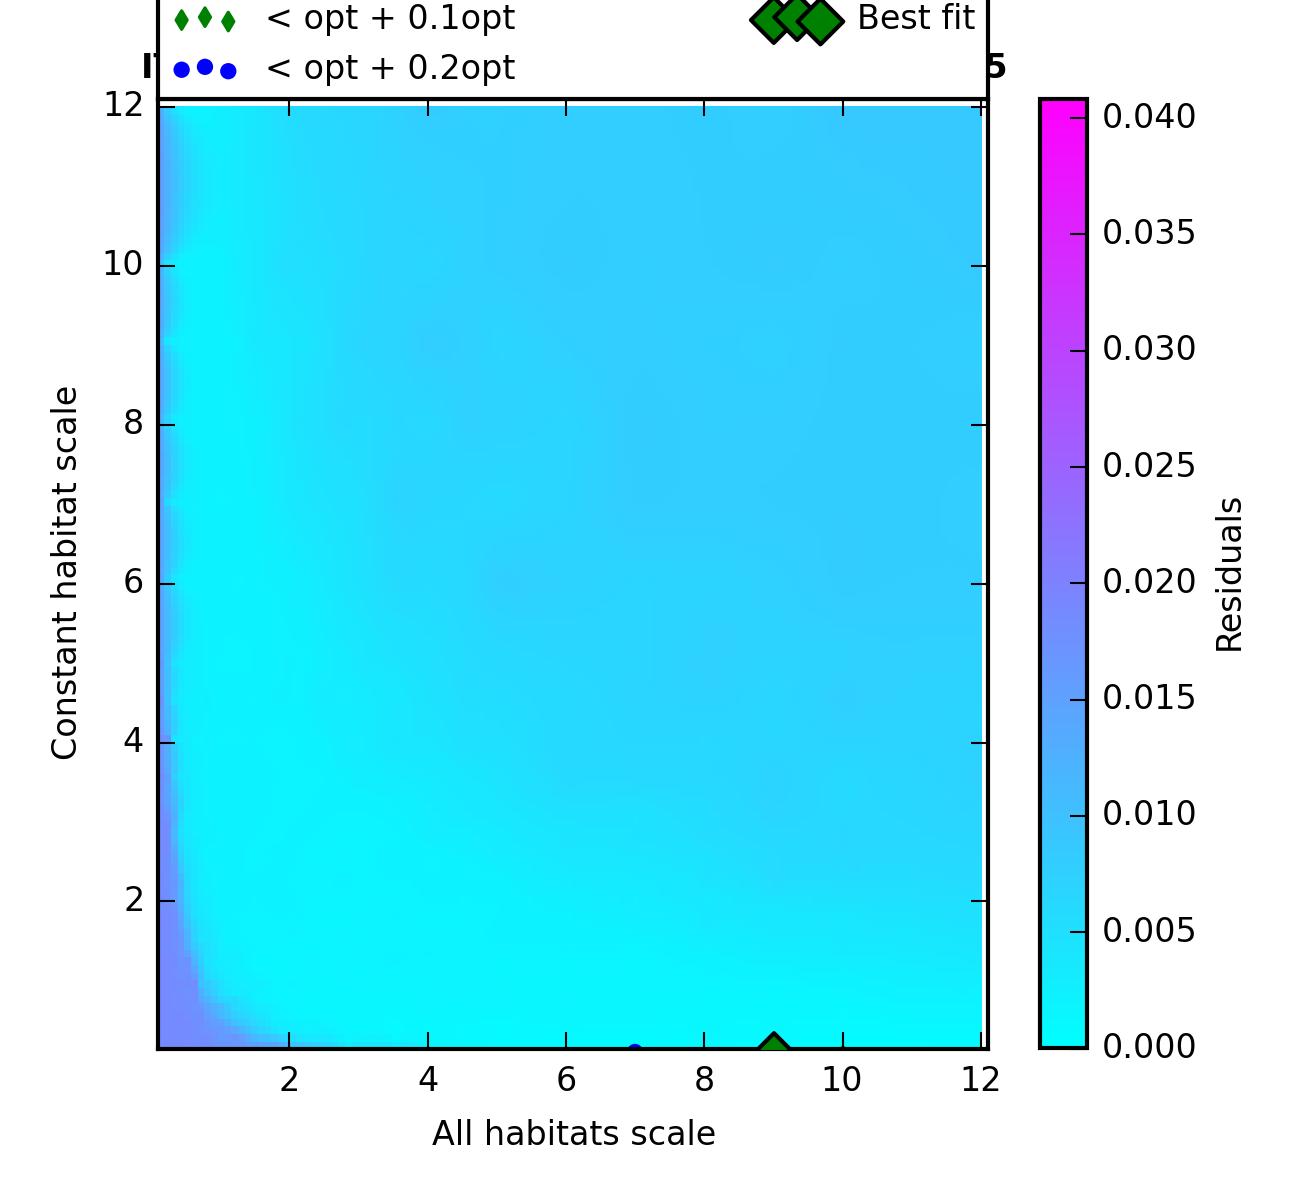 < opt + 0.1opt
Best fit
< opt + 0.2opt
5
12
10
8
6
4
2
Constant habitat scale
2 4 6 8 10 12
All habitats scale
0.040
0.035
0.030
0.025
0.020
0.015
0.010
0.005
0.000
Residuals